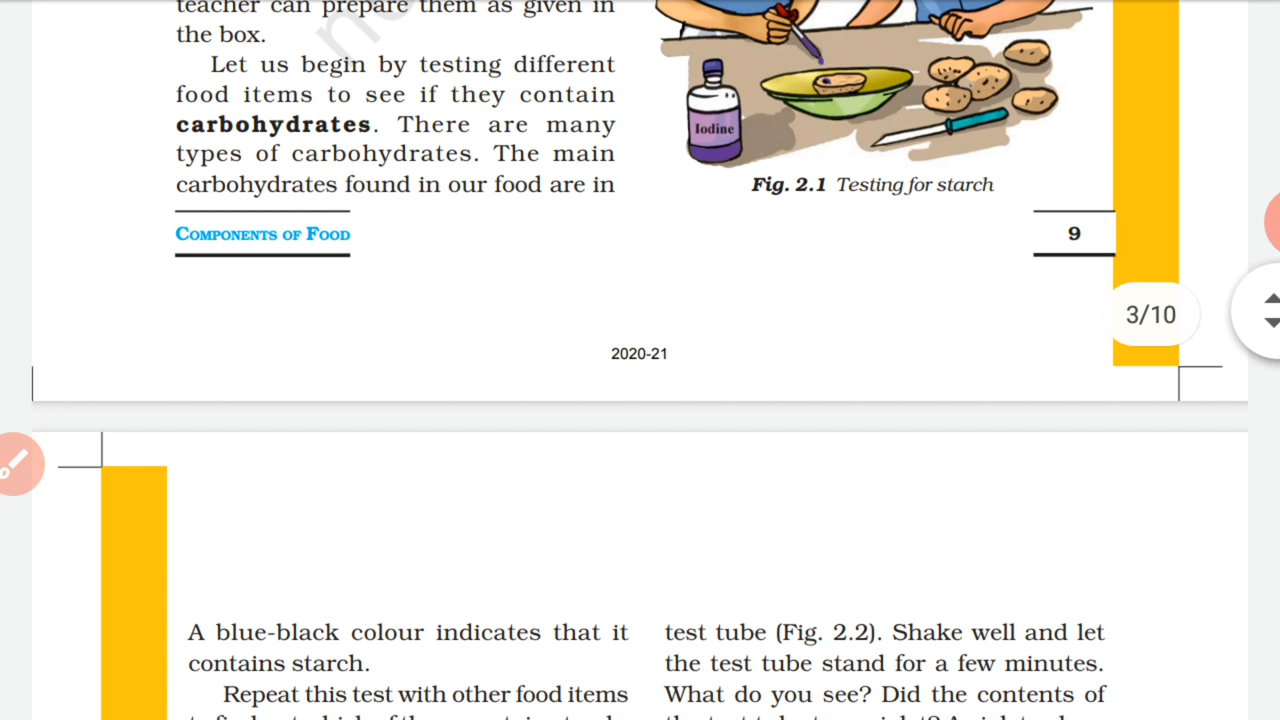 teacher can prepare them as given in
the box.
Let us begin by testing different
food items to see if they contain
carbohydrates. There are many
types of carbohydrates. The main
carbohydrates found in our food are in
Iodine
Fig. 2.1 Testing for starch
COMPONENTS OF FOOD
9
3/10
2020-21
A blue-black colour indicates that it
contains starch.
Repeat this test with other food items
test tube (Fig. 2.2). Shake well and let
the test tube stand for a few minutes.
What do you see? Did the contents of